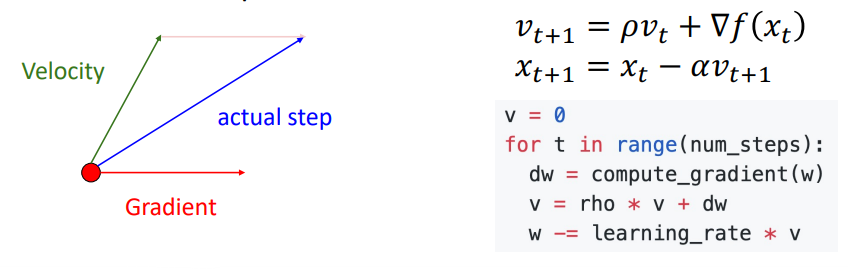 Velocity
actual step
Gradient
v_{t+1} = ρv_t + ∇f(x_t)
x_{t+1} = x_t − αv_{t+1}
v = 0
for t in range(num_steps):
  dw = compute_gradient(w)
  v = rho * v + dw
  w -= learning_rate * v